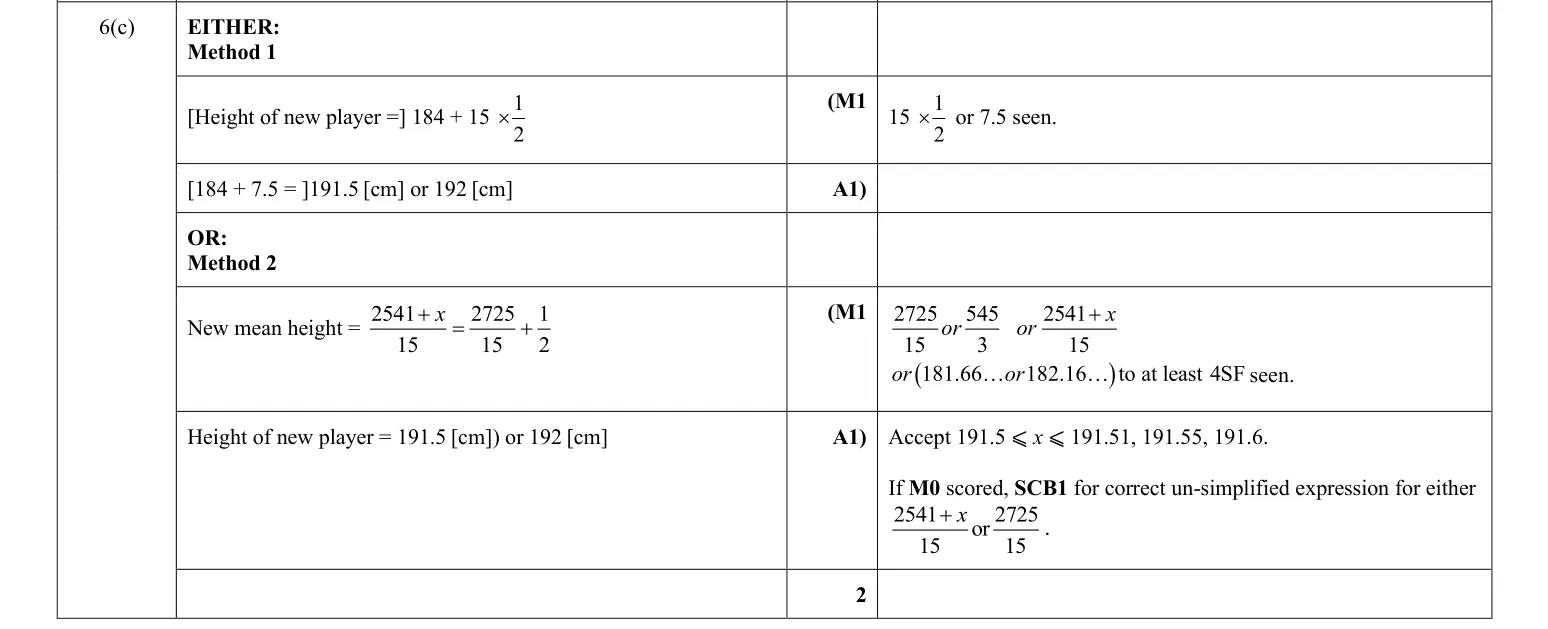 6(c)
EITHER:
Method 1
[Height of new player =] 184 + 15 × 1/2
(M1
15 × 1/2 or 7.5 seen.
[184 + 7.5 = ]191.5 [cm] or 192 [cm]
A1)
OR:
Method 2
New mean height = (2541 + x)/15 = 2725/15 + 1/2
(M1
2725/15 or 545/3 or (2541 + x)/15
or (181.66…or182.16…) to at least 4SF seen.
Height of new player = 191.5 [cm]) or 192 [cm]
A1)
Accept 191.5 ⩽ x ⩽ 191.51, 191.55, 191.6.
If M0 scored, SCB1 for correct un-simplified expression for either
(2541 + x)/15 or 2725/15 .
2